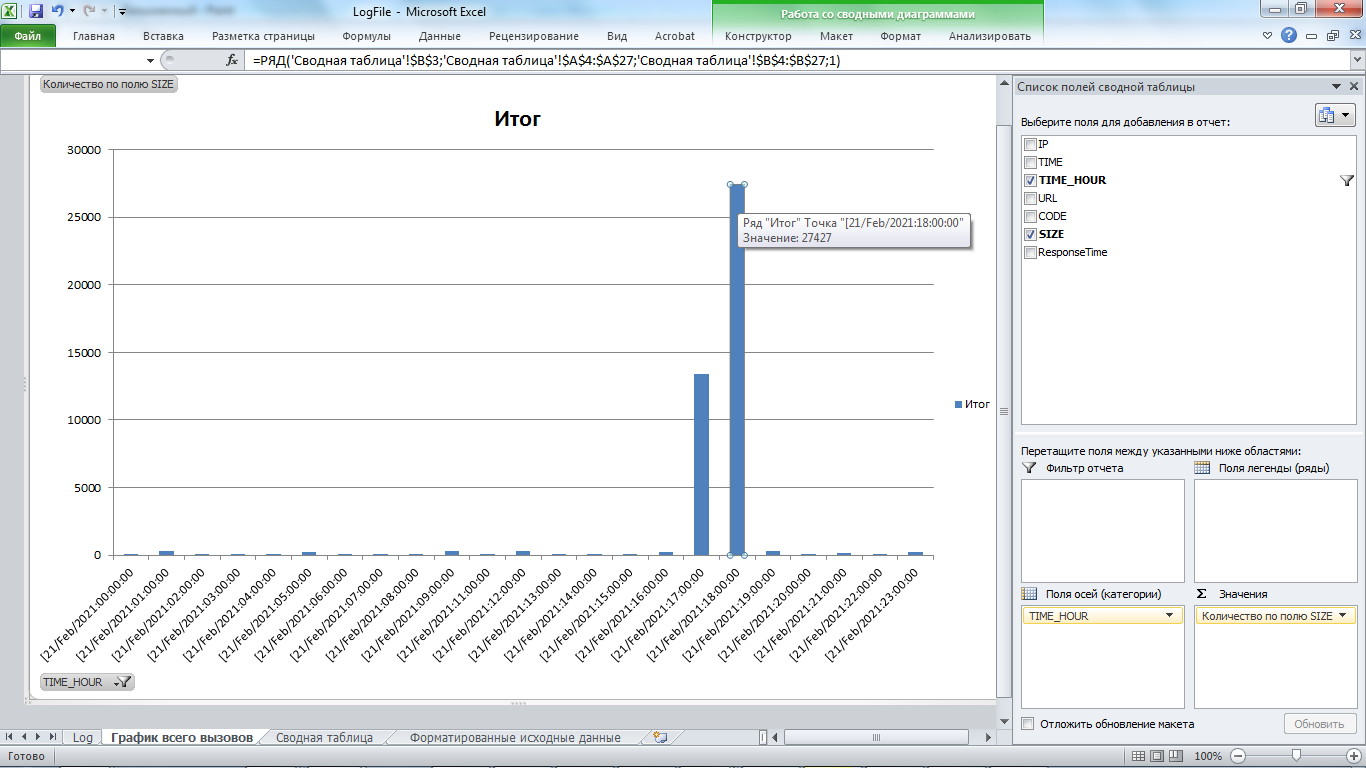 LogFile - Microsoft Excel
Работа со сводными диаграммами
Файл Главная Вставка Разметка страницы Формулы Данные Рецензирование Вид Acrobat Конструктор Макет Формат Анализировать
fx =РЯД('Сводная таблица'!$B$3;'Сводная таблица'!$A$4:$A$27;'Сводная таблица'!$B$4:$B$27;1)
Количество по полю SIZE
Итог
30000
25000
20000
15000
10000
5000
0
Ряд "Итог" Точка "[21/Feb/2021:18:00:00"
Значение: 27427
Итог
[21/Feb/2021:00:00:00
[21/Feb/2021:01:00:00
[21/Feb/2021:02:00:00
[21/Feb/2021:03:00:00
[21/Feb/2021:04:00:00
[21/Feb/2021:05:00:00
[21/Feb/2021:06:00:00
[21/Feb/2021:07:00:00
[21/Feb/2021:08:00:00
[21/Feb/2021:09:00:00
[21/Feb/2021:11:00:00
[21/Feb/2021:12:00:00
[21/Feb/2021:13:00:00
[21/Feb/2021:14:00:00
[21/Feb/2021:15:00:00
[21/Feb/2021:16:00:00
[21/Feb/2021:17:00:00
[21/Feb/2021:18:00:00
[21/Feb/2021:19:00:00
[21/Feb/2021:20:00:00
[21/Feb/2021:21:00:00
[21/Feb/2021:22:00:00
[21/Feb/2021:23:00:00
TIME_HOUR
Список полей сводной таблицы
Выберите поля для добавления в отчет:
IP
TIME
TIME_HOUR
URL
CODE
SIZE
ResponseTime
Перетащите поля между указанными ниже областями:
Фильтр отчета
Поля легенды (ряды)
Поля осей (категории)
Σ Значения
TIME_HOUR
Количество по полю SIZE
Отложить обновление макета
Обновить
Log График всего вызовов Сводная таблица Форматированные исходные данные
Готово
100%